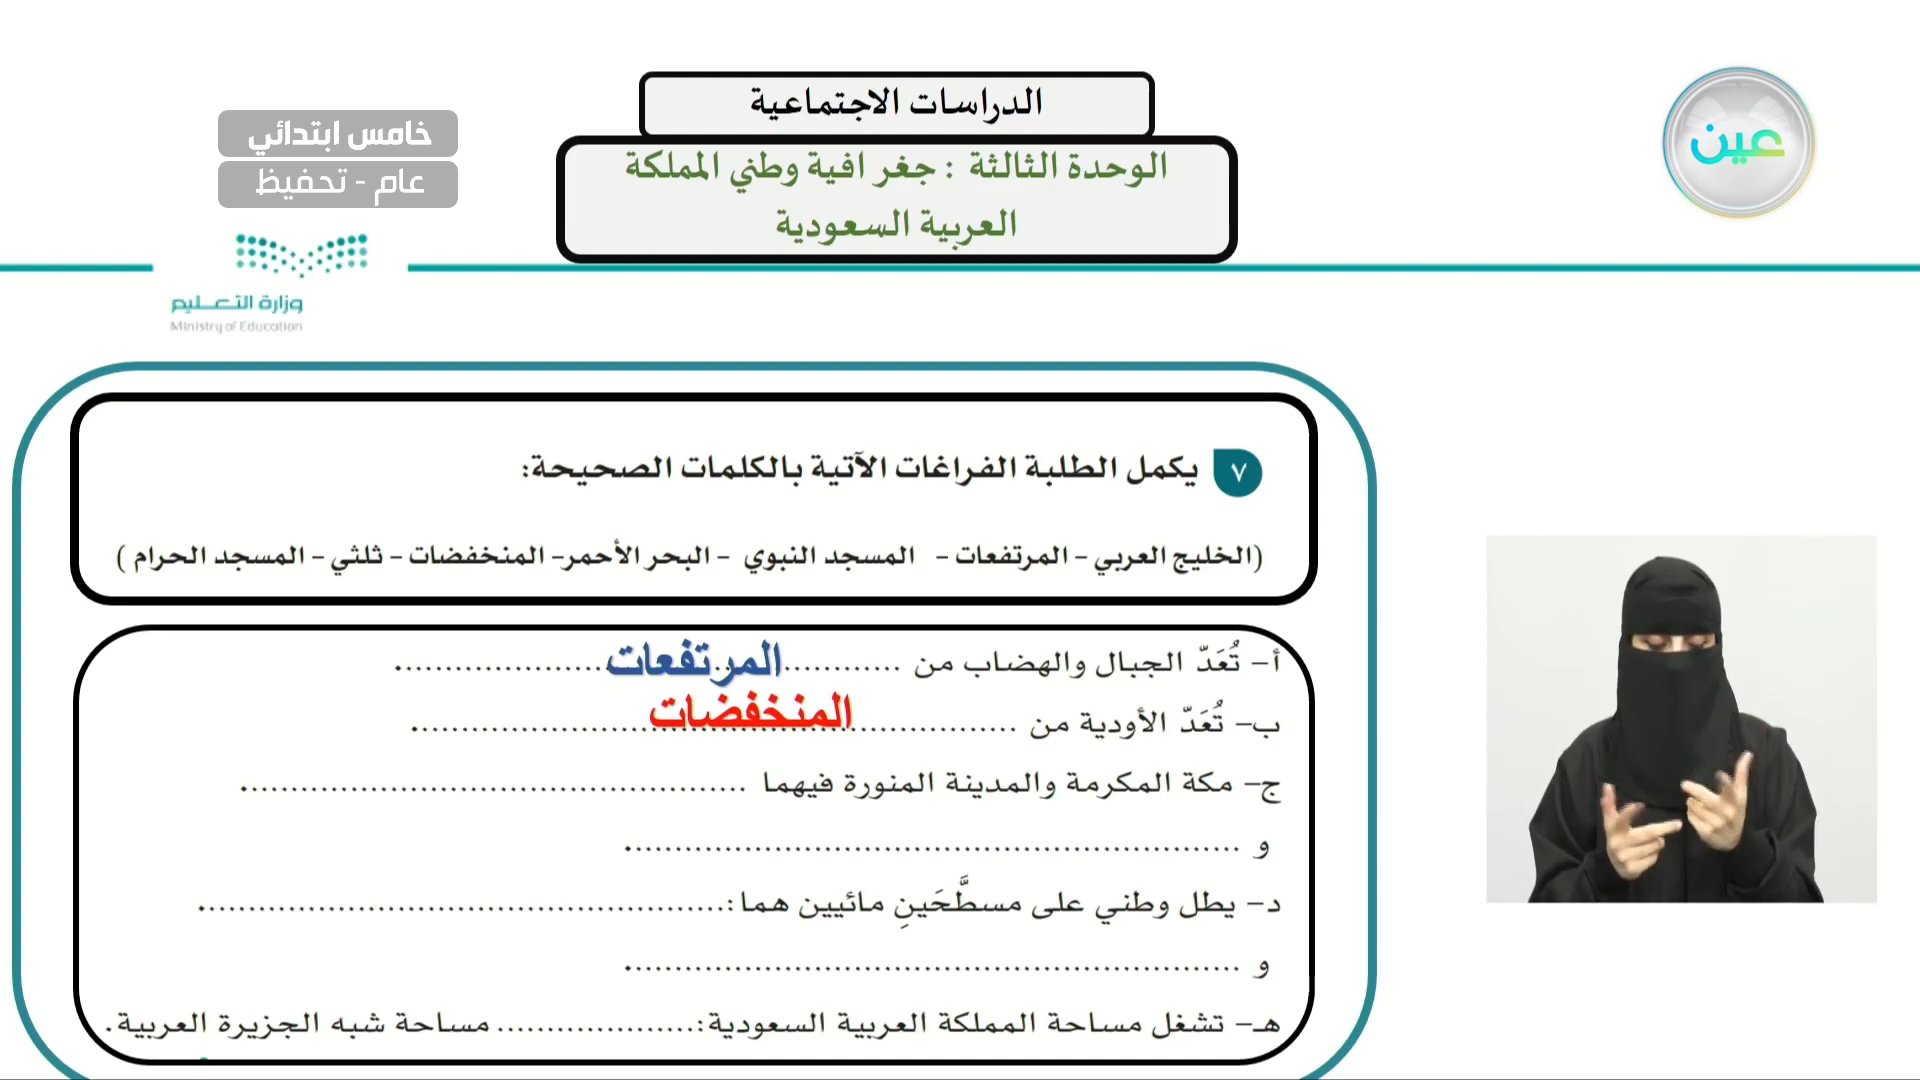 الدراسات الاجتماعية
الوحدة الثالثة : جغرافية وطني المملكة
العربية السعودية
عين
خامس ابتدائي
عام - تحفيظ
وزارة التعليم
Ministry of Education
٧ يكمل الطلبة الفراغات الآتية بالكلمات الصحيحة:
(الخليج العربي – المرتفعات – المسجد النبوي – البحر الأحمر– المنخفضات – ثلثي – المسجد الحرام )
أ– تُعَدّ الجبال والهضاب من ............المرتفعات.....................
ب– تُعَدّ الأودية من .................المنخفضات........................
ج– مكة المكرمة والمدينة المنورة فيهما ..................................................
و .............................................................
د– يطل وطني على مسطَّحَينِ مائيين هما:....................................................
و .............................................................
هـ– تشغل مساحة المملكة العربية السعودية:.................... مساحة شبه الجزيرة العربية.